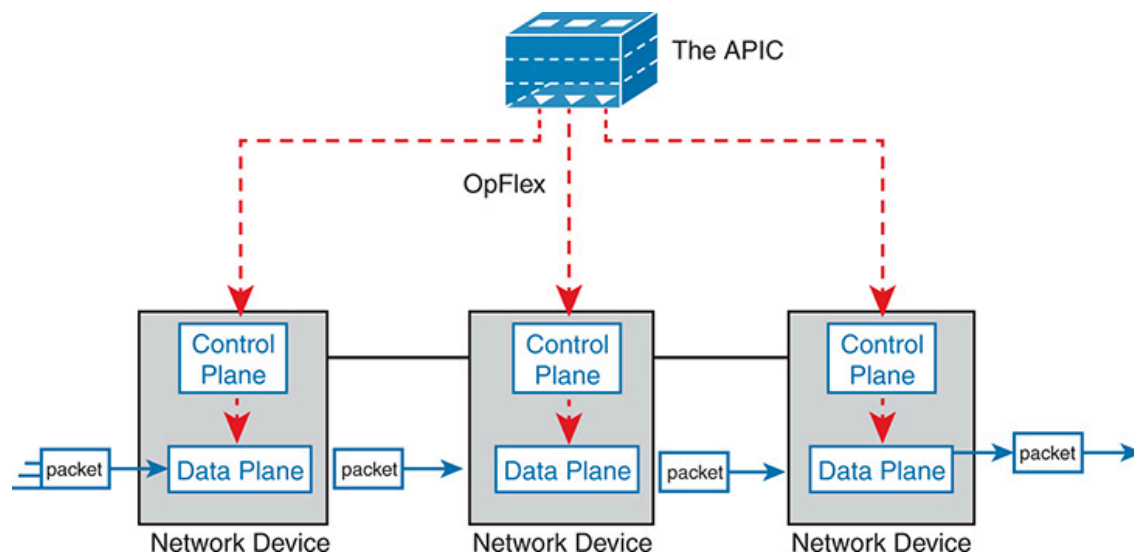 The APIC
OpFlex
Control
Plane
Control
Plane
Control
Plane
packet
Data Plane
packet
Data Plane
packet
Data Plane
packet
Network Device
Network Device
Network Device